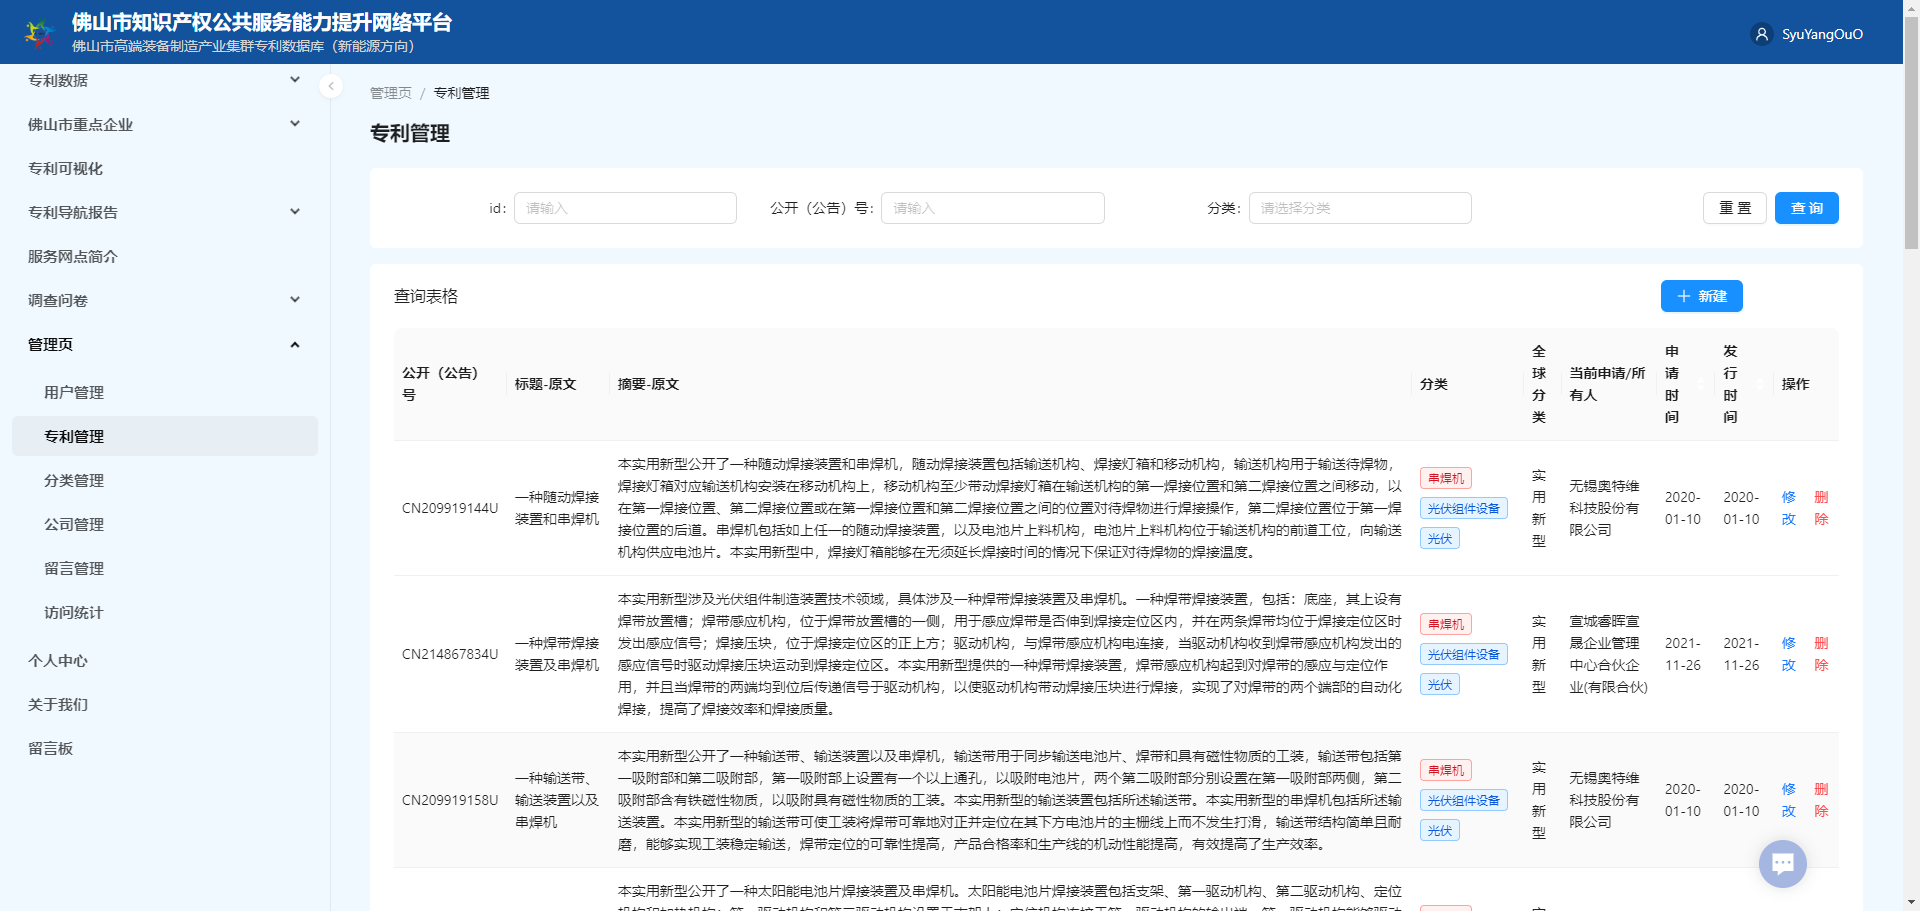 佛山市知识产权公共服务能力提升网络平台
佛山市高端装备制造产业集群专利数据库（新能源方向）
SyuYangOuO
专利数据
佛山市重点企业
专利可视化
专利导航报告
服务网点简介
调查问卷
管理页
用户管理
专利管理
分类管理
公司管理
留言管理
访问统计
个人中心
关于我们
留言板
管理页 / 专利管理
专利管理
id: 请输入
公开（公告）号: 请输入
分类: 请选择分类
重 置
查 询
查询表格
+ 新建
公开（公告）
号
标题-原文
摘要-原文
分类
全
球
分
类
当前申请/所
有人
申
请
时
间
发
行
时
间
操作
CN209919144U
一种随动焊接
装置和串焊机
本实用新型公开了一种随动焊接装置和串焊机，随动焊接装置包括输送机构、焊接灯箱和移动机构，输送机构用于输送待焊物，
焊接灯箱对应输送机构安装在移动机构上，移动机构至少带动焊接灯箱在输送机构的第一焊接位置和第二焊接位置之间移动，以
在第一焊接位置、第二焊接位置或在第一焊接位置和第二焊接位置之间的位置对待焊物进行焊接操作，第二焊接位置位于第一焊
接位置的后道。串焊机包括如上任一的随动焊接装置，以及电池片上料机构，电池片上料机构位于输送机构的前道工位，向输送
机构供应电池片。本实用新型中，焊接灯箱能够在无须延长焊接时间的情况下保证对待焊物的焊接温度。
串焊机
光伏组件设备
光伏
实
用
新
型
无锡奥特维
科技股份有
限公司
2020-
01-10
2020-
01-10
修
改
删
除
CN214867834U
一种焊带焊接
装置及串焊机
本实用新型涉及光伏组件制造装置技术领域，具体涉及一种焊带焊接装置及串焊机。一种焊带焊接装置，包括：底座，其上设有
焊带放置槽；焊带感应机构，位于焊带放置槽的一侧，用于感应焊带是否伸到焊接定位区内，并在两条焊带均位于焊接定位区时
发出感应信号；焊接压块，位于焊接定位区的正上方；驱动机构，与焊带感应机构电连接，当驱动机构收到焊带感应机构发出的
感应信号时驱动焊接压块运动到焊接定位区。本实用新型提供的一种焊带焊接装置，焊带感应机构起到对焊带的感应与定位作
用，并且当焊带的两端均到位后传递信号于驱动机构，以使驱动机构带动焊接压块进行焊接，实现了对焊带的两个端部的自动化
焊接，提高了焊接效率和焊接质量。
串焊机
光伏组件设备
光伏
实
用
新
型
宣城睿晖宣
晟企业管理
中心合伙企
业(有限合伙)
2021-
11-26
2021-
11-26
修
改
删
除
CN209919158U
一种输送带、
输送装置以及
串焊机
本实用新型公开了一种输送带、输送装置以及串焊机，输送带用于同步输送电池片、焊带和具有磁性物质的工装，输送带包括第
一吸附部和第二吸附部，第一吸附部上设置有一个以上通孔，以吸附电池片，两个第二吸附部分别设置在第一吸附部两侧，第二
吸附部含有铁磁性物质，以吸附具有磁性物质的工装。本实用新型的输送装置包括所述输送带。本实用新型的串焊机包括所述输
送装置。本实用新型的输送带可使工装将焊带可靠地对正并定位在其下方电池片的主栅线上而不发生打滑，输送带结构简单且耐
磨，能够实现工装稳定输送，焊带定位的可靠性提高，产品合格率和生产线的机动性能提高，有效提高了生产效率。
串焊机
光伏组件设备
光伏
实
用
新
型
无锡奥特维
科技股份有
限公司
2020-
01-10
2020-
01-10
修
改
删
除
本实用新型公开了一种太阳能电池片焊接装置及串焊机。太阳能电池片焊接装置包括支架、第一驱动机构、第二驱动机构、定位